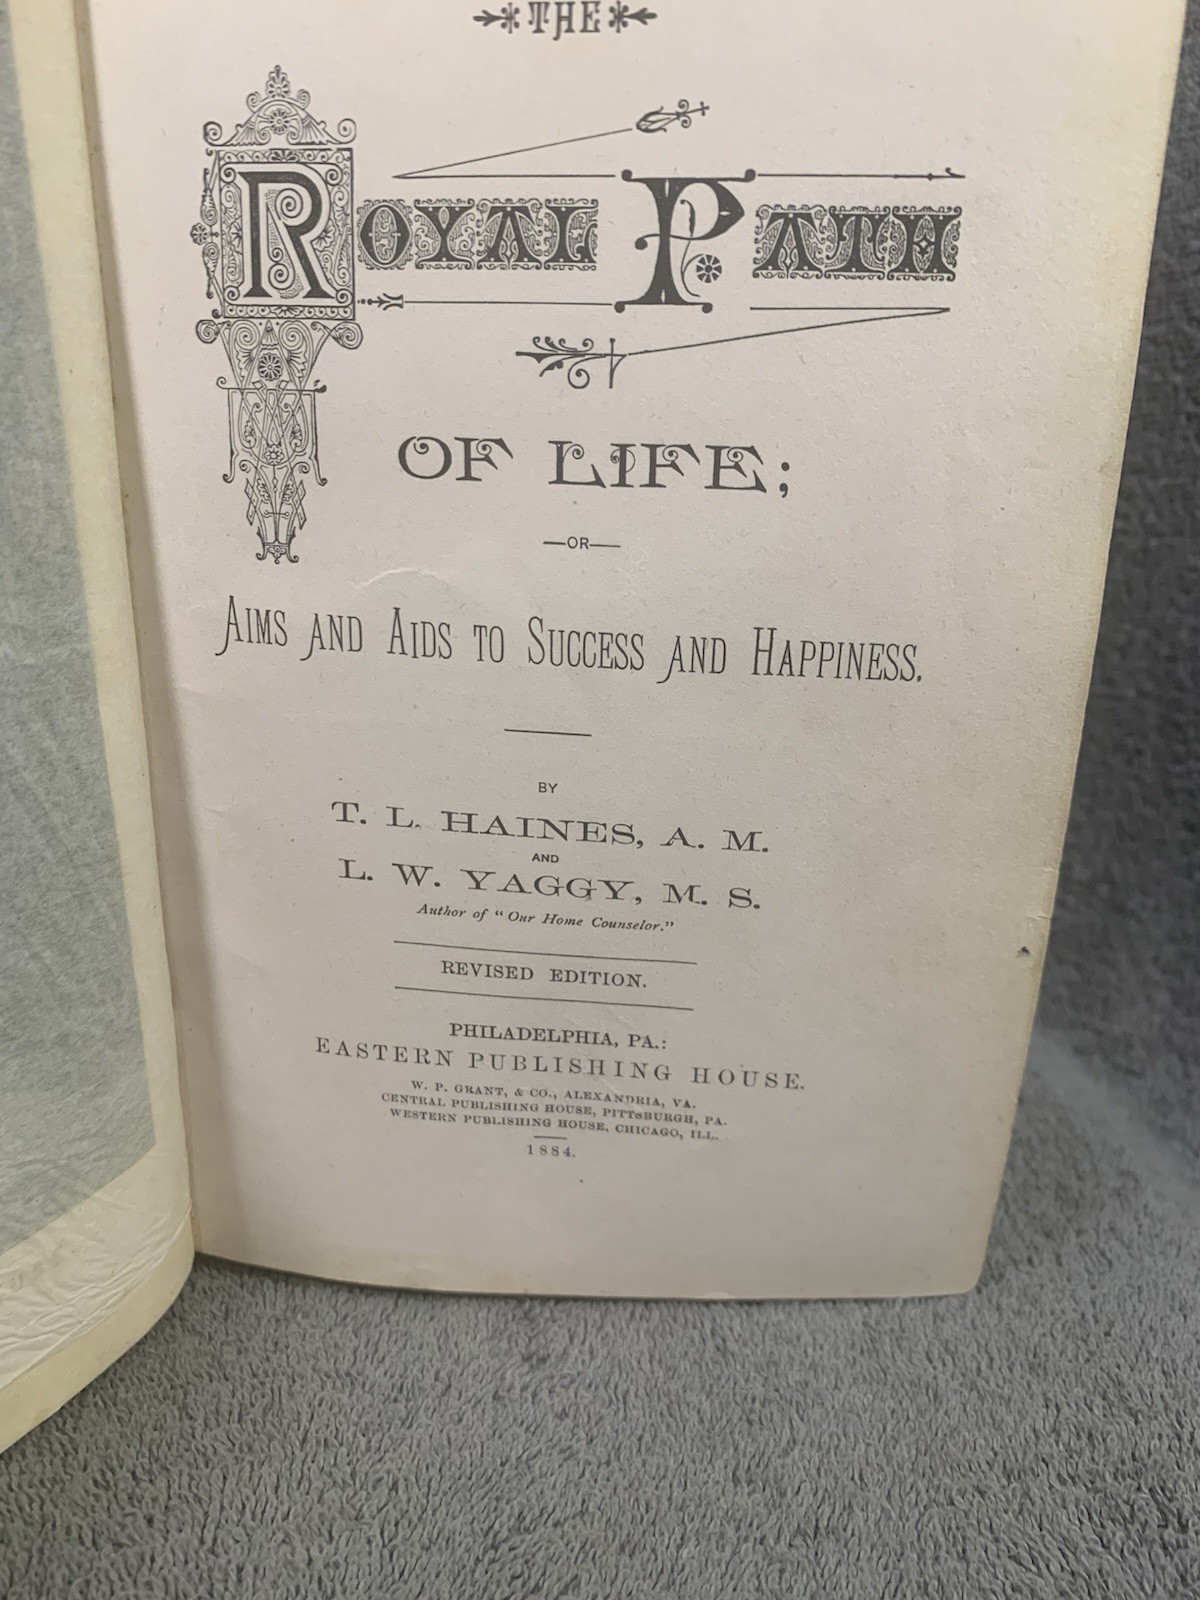 THE
ROYAL PATH
OF LIFE;
—OR—
AIMS AND AIDS TO SUCCESS AND HAPPINESS.
BY
T. L. HAINES, A. M.
AND
L. W. YAGGY, M. S.
Author of "Our Home Counselor."
REVISED EDITION.
PHILADELPHIA, PA.:
EASTERN PUBLISHING HOUSE.
W. P. GRANT, & CO., ALEXANDRIA, VA.
CENTRAL PUBLISHING HOUSE, PITTSBURGH, PA.
WESTERN PUBLISHING HOUSE, CHICAGO, ILL.
1884.